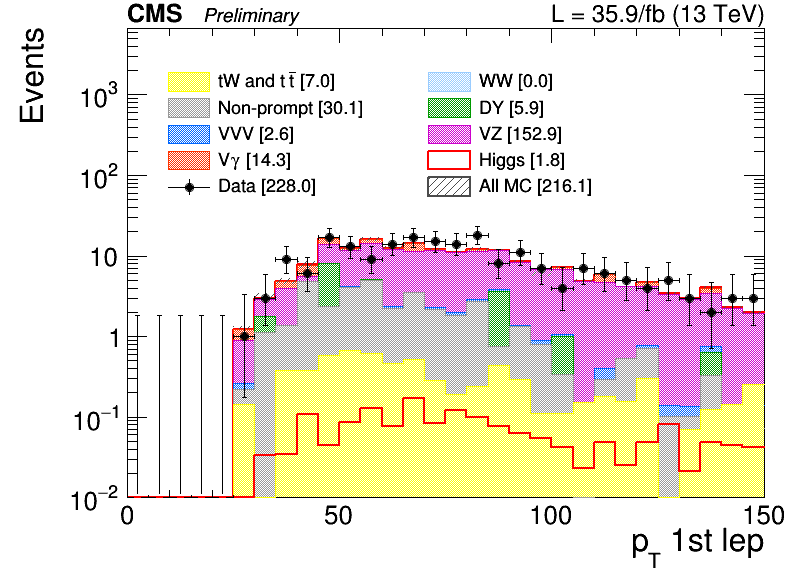 CMS Preliminary L = 35.9/fb (13 TeV)
Events
tW and t t̄ [7.0] WW [0.0]
Non-prompt [30.1] DY [5.9]
VVV [2.6] VZ [152.9]
Vγ [14.3] Higgs [1.8]
Data [228.0] All MC [216.1]
10³
10²
10
1
10⁻¹
10⁻²
0 50 100 150
p_T 1st lep